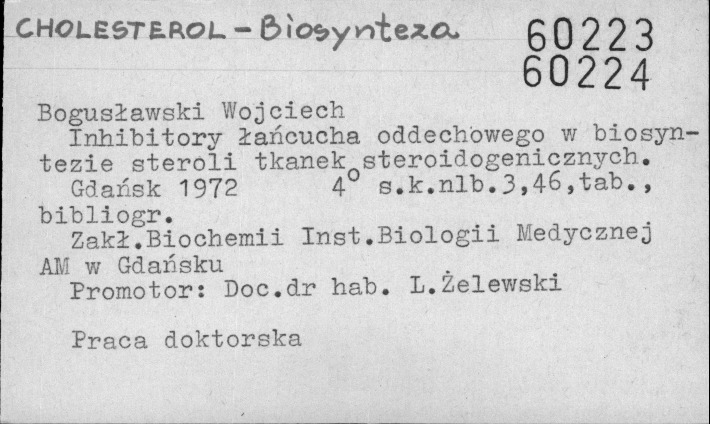 CHOLESTEROL - Biosynteza
60223
60224
Bogusławski Wojciech
Inhibitory łańcucha oddechowego w biosyn-
tezie steroli tkanek steroidogenicznych.
Gdańsk 1972 4° s.k.nlb.3,46,tab.,
bibliogr.
Zakł.Biochemii Inst.Biologii Medycznej
AM w Gdańsku
Promotor: Doc.dr hab. L.Żelewski
Praca doktorska